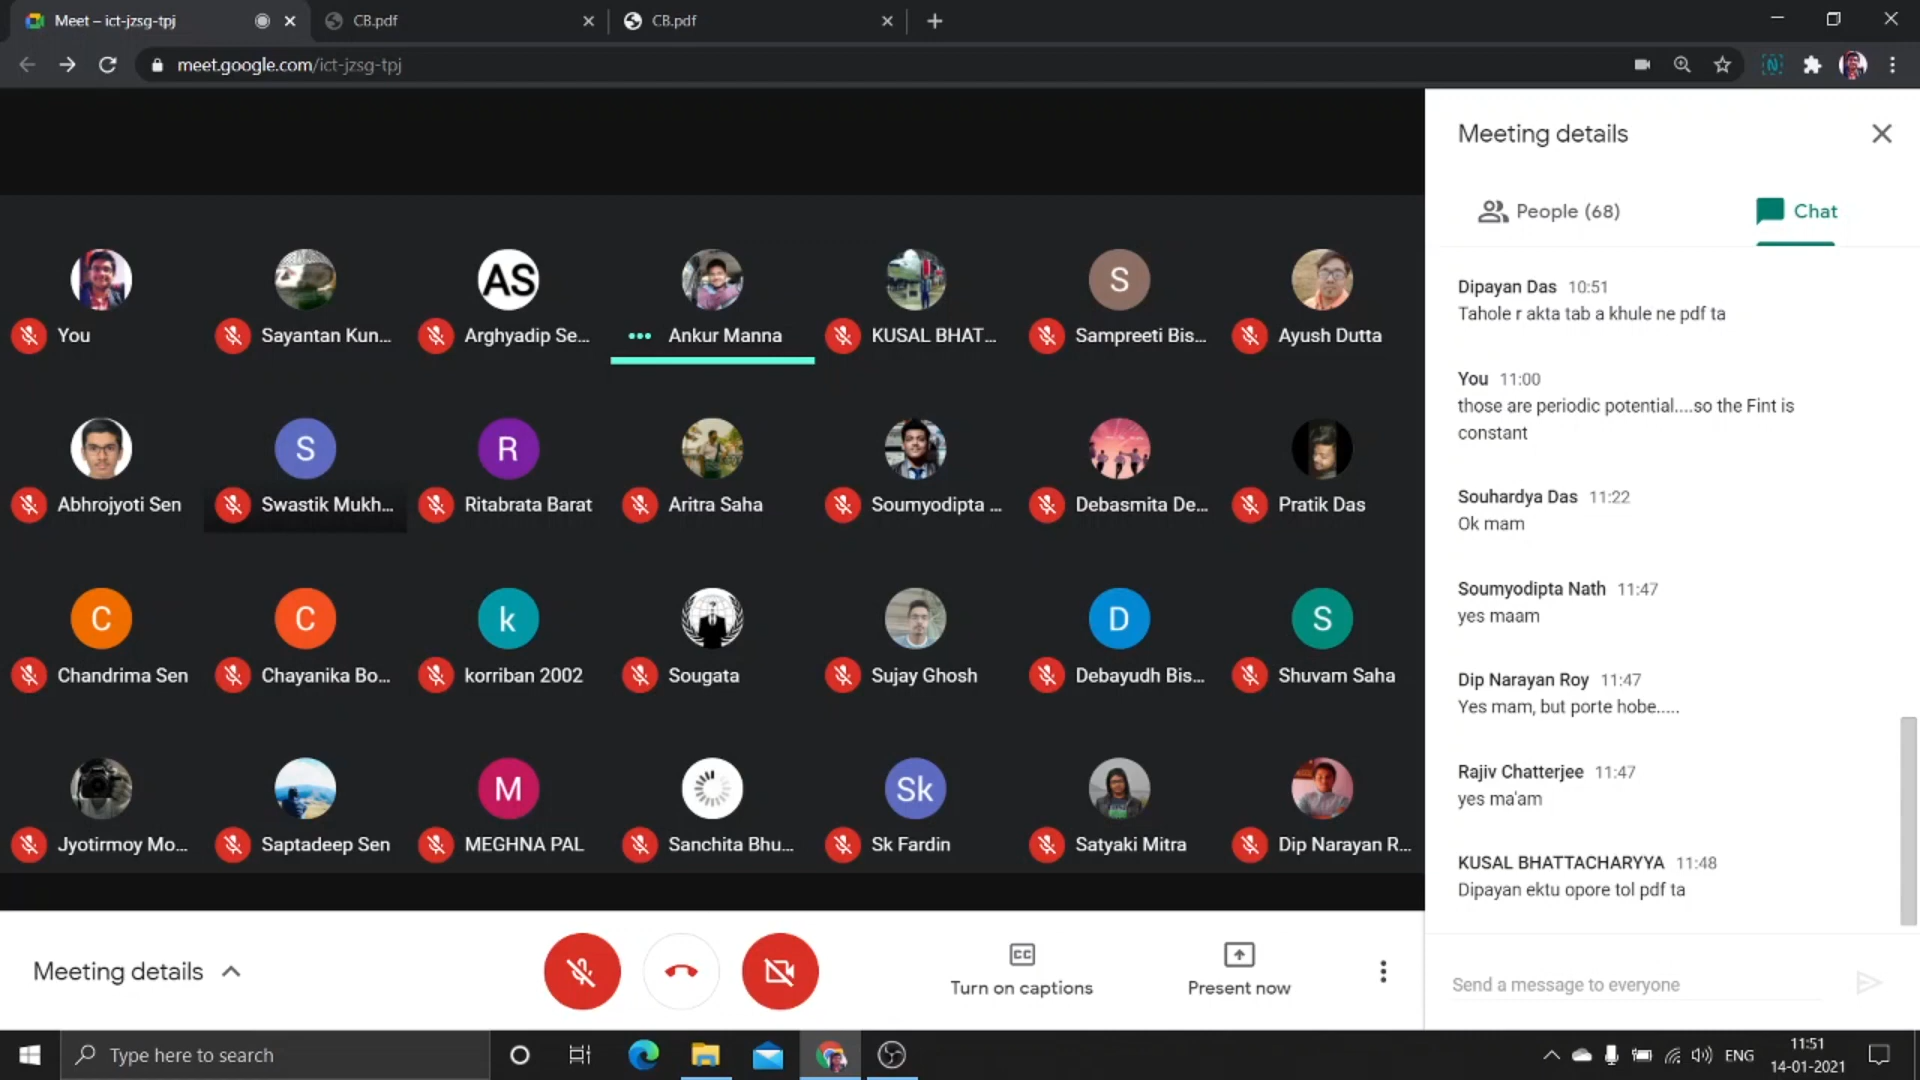 Meet – ict-jzsg-tpj
CB.pdf
CB.pdf
meet.google.com/ict-jzsg-tpj
Meeting details
People (68)
Chat
You
Sayantan Kun...
AS
Arghyadip Se...
Ankur Manna
KUSAL BHAT...
S
Sampreeti Bis...
Ayush Dutta
Abhrojyoti Sen
S
Swastik Mukh...
R
Ritabrata Barat
Aritra Saha
Soumyodipta ...
Debasmita De...
Pratik Das
C
Chandrima Sen
C
Chayanika Bo...
k
korriban 2002
Sougata
Sujay Ghosh
D
Debayudh Bis...
S
Shuvam Saha
Jyotirmoy Mo...
Saptadeep Sen
M
MEGHNA PAL
Sanchita Bhu...
Sk
Sk Fardin
Satyaki Mitra
Dip Narayan R...
Dipayan Das 10:51
Tahole r akta tab a khule ne pdf ta
You 11:00
those are periodic potential....so the Fint is
constant
Souhardya Das 11:22
Ok mam
Soumyodipta Nath 11:47
yes maam
Dip Narayan Roy 11:47
Yes mam, but porte hobe.....
Rajiv Chatterjee 11:47
yes ma'am
KUSAL BHATTACHARYYA 11:48
Dipayan ektu opore tol pdf ta
Send a message to everyone
Meeting details
CC
Turn on captions
Present now
Type here to search
ENG
11:51
14-01-2021